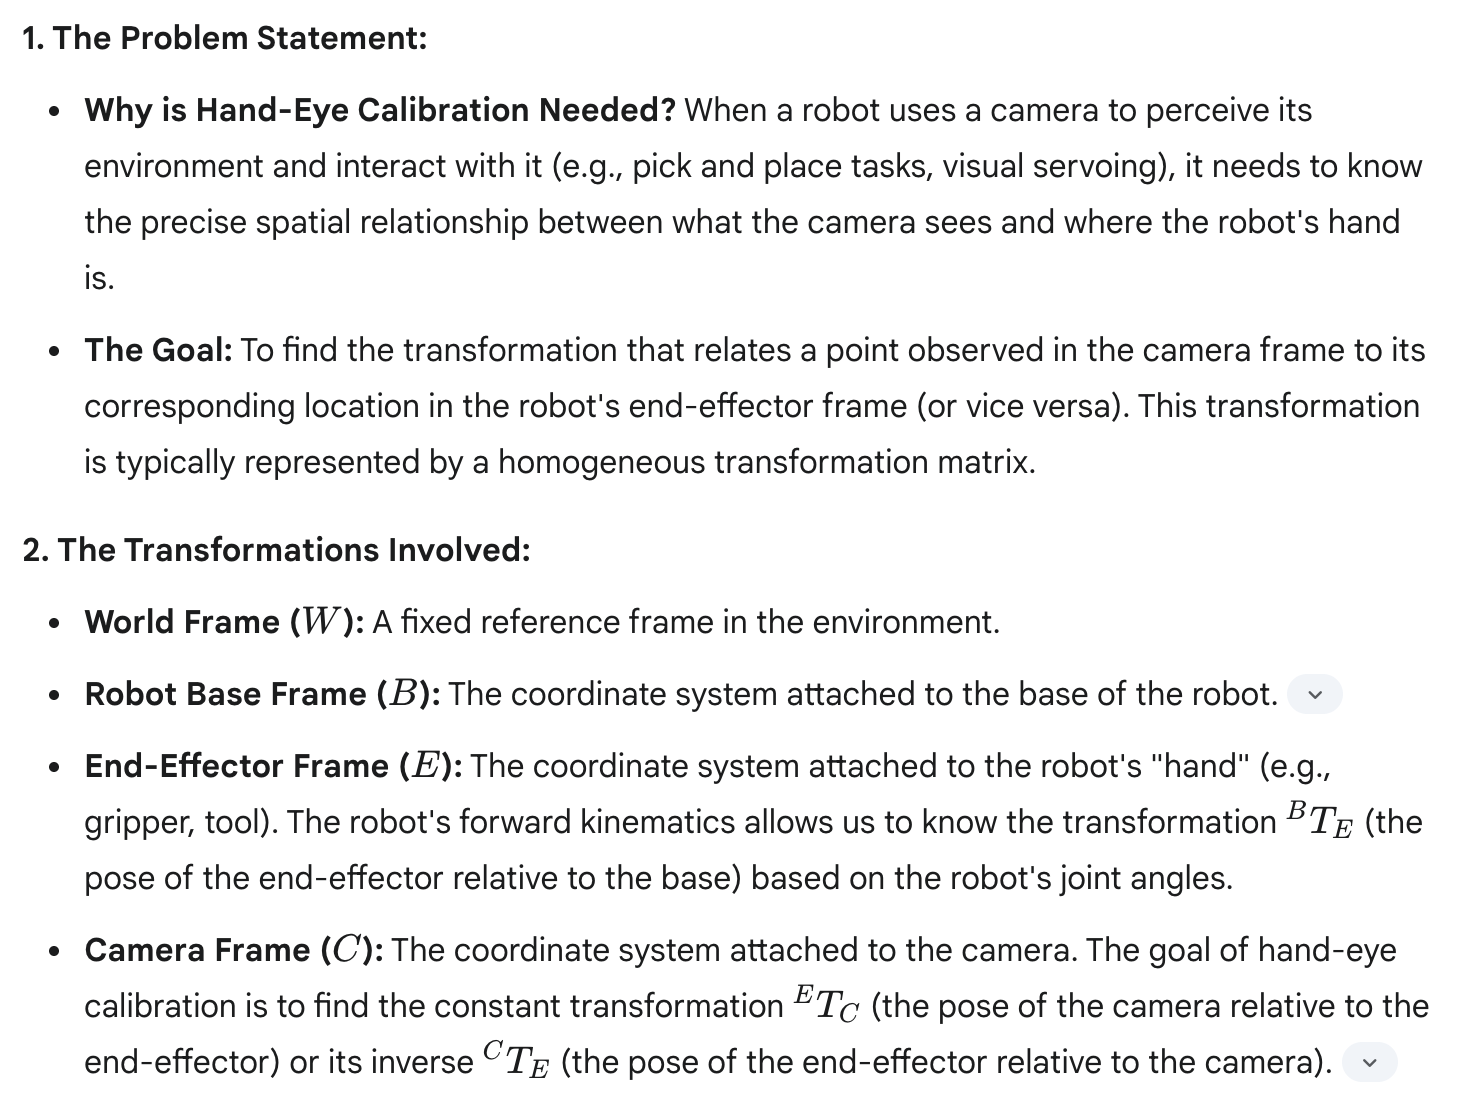 1. The Problem Statement:
• Why is Hand-Eye Calibration Needed? When a robot uses a camera to perceive its
environment and interact with it (e.g., pick and place tasks, visual servoing), it needs to know
the precise spatial relationship between what the camera sees and where the robot's hand
is.
• The Goal: To find the transformation that relates a point observed in the camera frame to its
corresponding location in the robot's end-effector frame (or vice versa). This transformation
is typically represented by a homogeneous transformation matrix.
2. The Transformations Involved:
• World Frame (W): A fixed reference frame in the environment.
• Robot Base Frame (B): The coordinate system attached to the base of the robot.
• End-Effector Frame (E): The coordinate system attached to the robot's "hand" (e.g.,
gripper, tool). The robot's forward kinematics allows us to know the transformation ᴮT_E (the
pose of the end-effector relative to the base) based on the robot's joint angles.
• Camera Frame (C): The coordinate system attached to the camera. The goal of hand-eye
calibration is to find the constant transformation ᴱT_C (the pose of the camera relative to the
end-effector) or its inverse ᶜT_E (the pose of the end-effector relative to the camera).